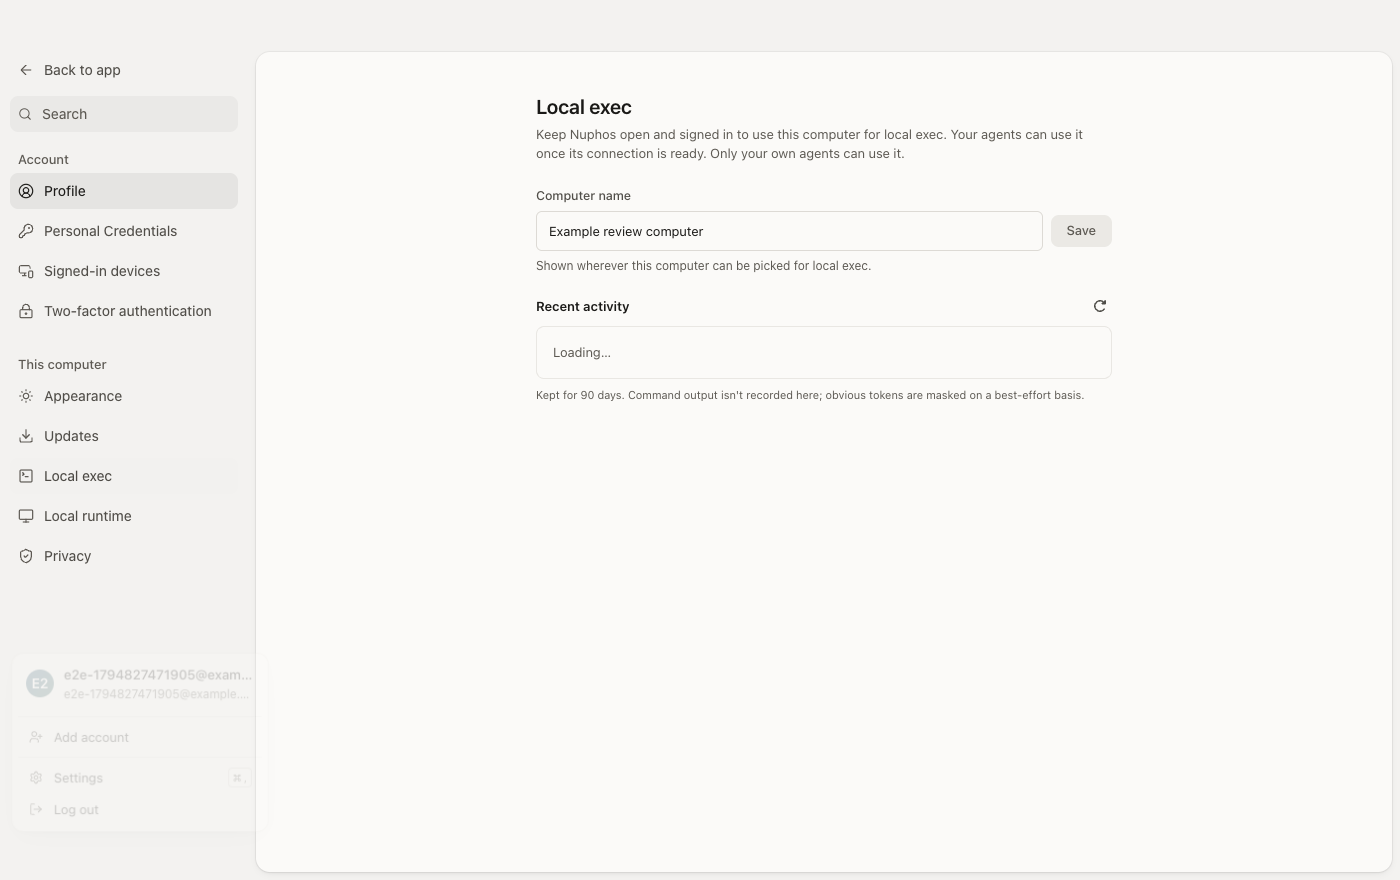 Back to app
Search
Account
Profile
Personal Credentials
Signed-in devices
Two-factor authentication
This computer
Appearance
Updates
Local exec
Local runtime
Privacy
E2
e2e-1794827471905@exam...
e2e-1794827471905@example....
Add account
Settings
⌘ ,
Log out
Local exec
Keep Nuphos open and signed in to use this computer for local exec. Your agents can use it
once its connection is ready. Only your own agents can use it.
Computer name
Example review computer
Save
Shown wherever this computer can be picked for local exec.
Recent activity
Loading...
Kept for 90 days. Command output isn't recorded here; obvious tokens are masked on a best-effort basis.